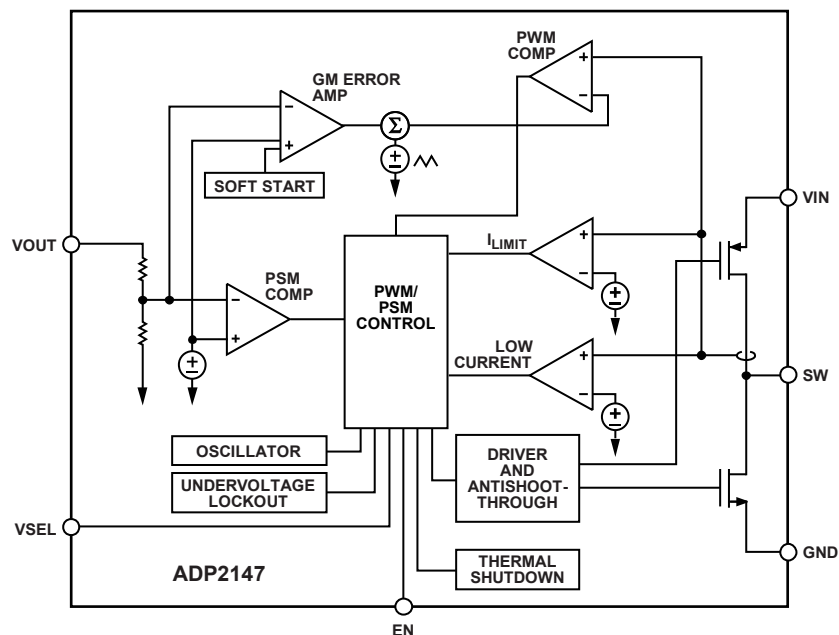 PWM
COMP
GM ERROR
AMP
Σ
SOFT START
VIN
VOUT
I LIMIT
PSM
COMP
PWM/
PSM
CONTROL
LOW
CURRENT
SW
OSCILLATOR
UNDERVOLTAGE
LOCKOUT
DRIVER
AND
ANTISHOOT-
THROUGH
VSEL
GND
THERMAL
SHUTDOWN
ADP2147
EN